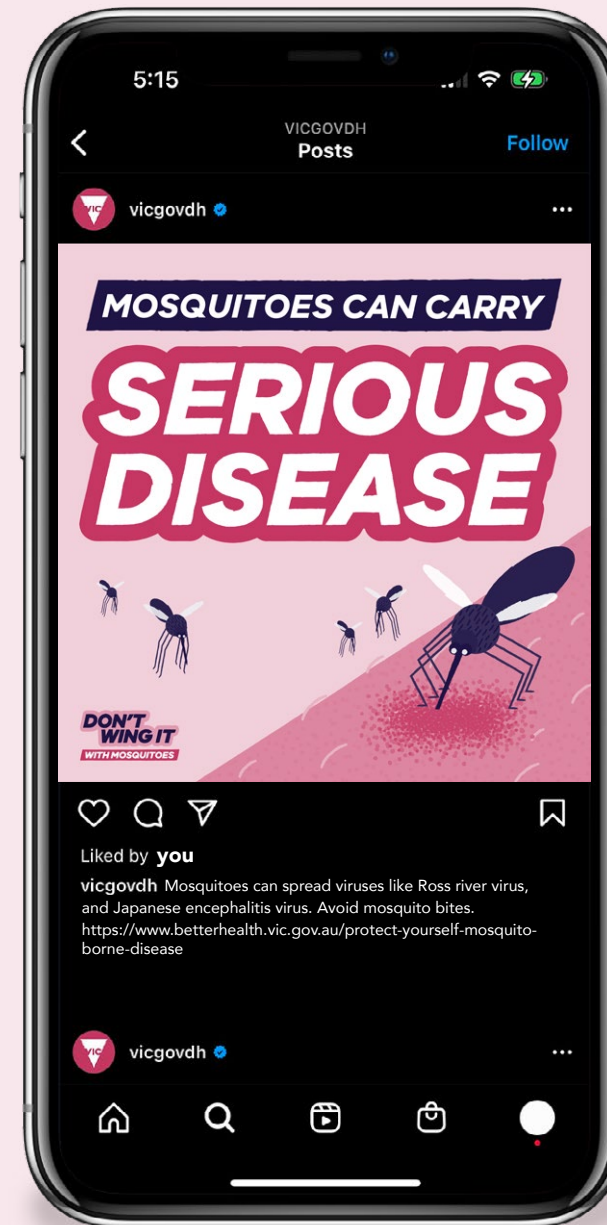 5:15
VICGOVDH
Posts
Follow
VIC
vicgovdh
MOSQUITOES CAN CARRY
SERIOUS
DISEASE
DON'T
WING IT
WITH MOSQUITOES
Liked by you
vicgovdh Mosquitoes can spread viruses like Ross river virus,
and Japanese encephalitis virus. Avoid mosquito bites.
https://www.betterhealth.vic.gov.au/protect-yourself-mosquito-
borne-disease
VIC
vicgovdh